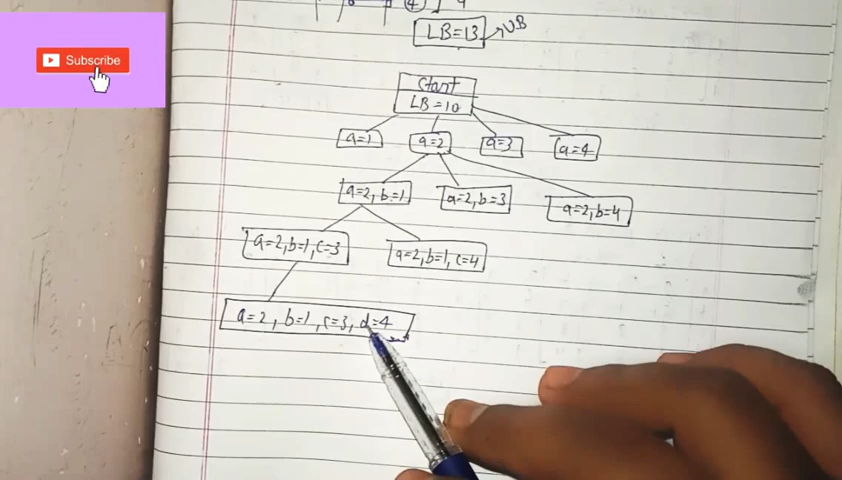 LB=13 UB
Subscribe
Start
LB=10
a=1 a=2 a=3 a=4
a=2, b=1 a=2, b=3 a=2, b=4
a=2, b=1, c=3 a=2, b=1, c=4
a=2, b=1, c=3, d=4